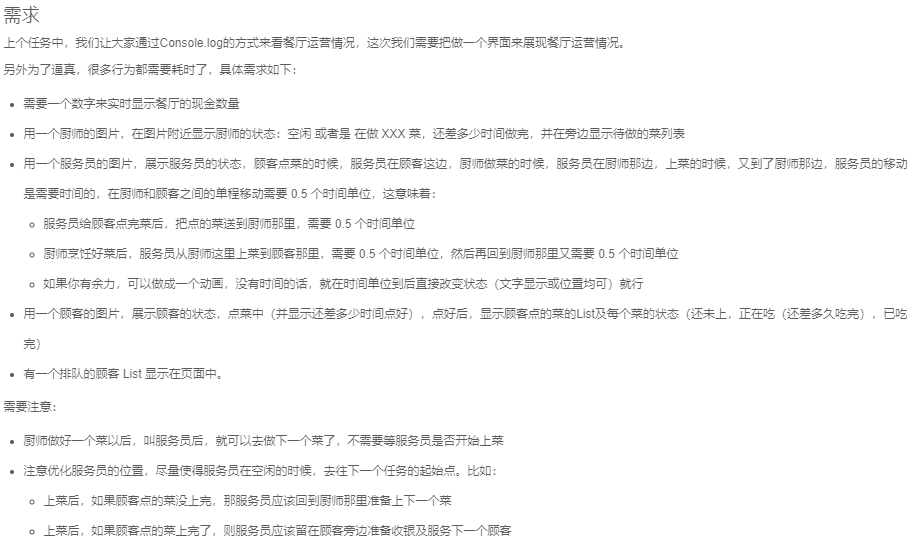 需求
上个任务中，我们让大家通过Console.log的方式来看餐厅运营情况，这次我们需要把做一个界面来展现餐厅运营情况。
另外为了逼真，很多行为都需要耗时了，具体需求如下：
需要一个数字来实时显示餐厅的现金数量
用一个厨师的图片，在图片附近显示厨师的状态：空闲 或者是 在做 XXX 菜，还差多少时间做完，并在旁边显示待做的菜列表
用一个服务员的图片，展示服务员的状态，顾客点菜的时候，服务员在顾客这边，厨师做菜的时候，服务员在厨师那边，上菜的时候，又到了厨师那边，服务员的移动
是需要时间的，在厨师和顾客之间的单程移动需要 0.5 个时间单位，这意味着：
服务员给顾客点完菜后，把点的菜送到厨师那里，需要 0.5 个时间单位
厨师烹饪好菜后，服务员从厨师这里上菜到顾客那里，需要 0.5 个时间单位，然后再回到厨师那里又需要 0.5 个时间单位
如果你有余力，可以做成一个动画，没有时间的话，就在时间单位到后直接改变状态（文字显示或位置均可）就行
用一个顾客的图片，展示顾客的状态，点菜中（并显示还差多少时间点好），点好后，显示顾客点的菜的List及每个菜的状态（还未上，正在吃（还差多久吃完），已吃
完）
有一个排队的顾客 List 显示在页面中。
需要注意：
厨师做好一个菜以后，叫服务员后，就可以去做下一个菜了，不需要等服务员是否开始上菜
注意优化服务员的位置，尽量使得服务员在空闲的时候，去往下一个任务的起始点。比如：
上菜后，如果顾客点的菜没上完，那服务员应该回到厨师那里准备上下一个菜
上菜后，如果顾客点的菜上完了，则服务员应该留在顾客旁边准备收银及服务下一个顾客